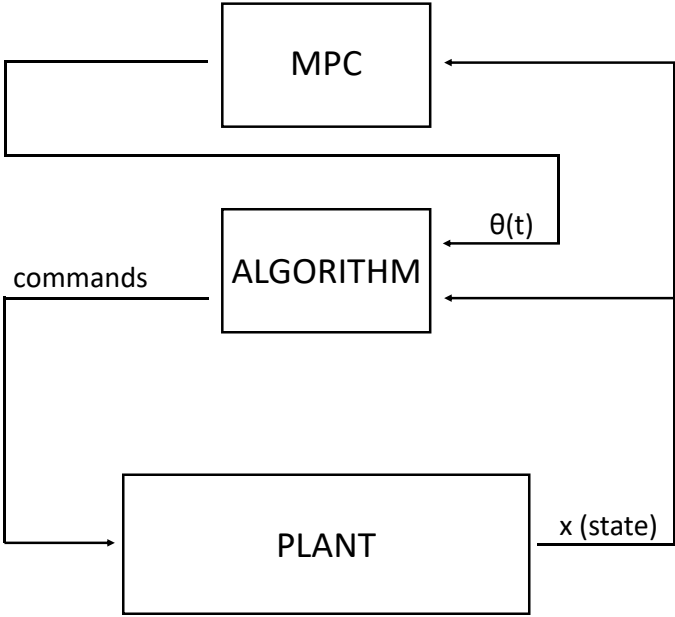 MPC
θ(t)
ALGORITHM
commands
x (state)
PLANT